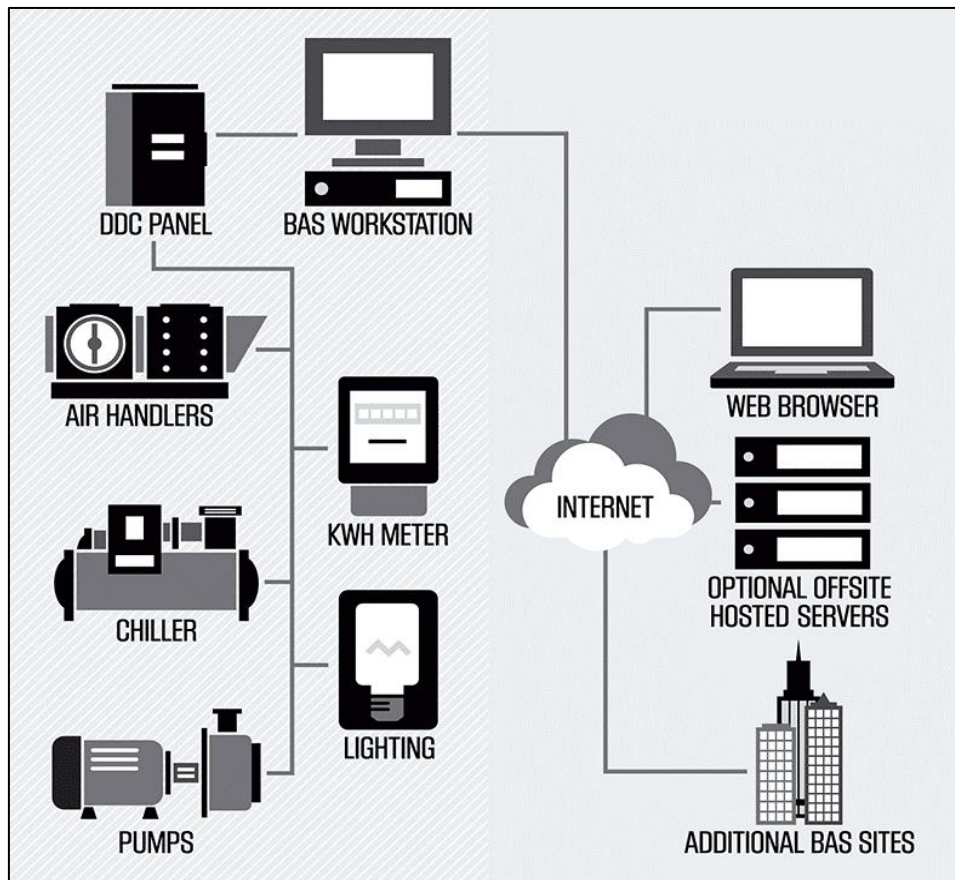 DDC PANEL
BAS WORKSTATION
AIR HANDLERS
KWH METER
CHILLER
LIGHTING
PUMPS
INTERNET
WEB BROWSER
OPTIONAL OFFSITE
HOSTED SERVERS
ADDITIONAL BAS SITES